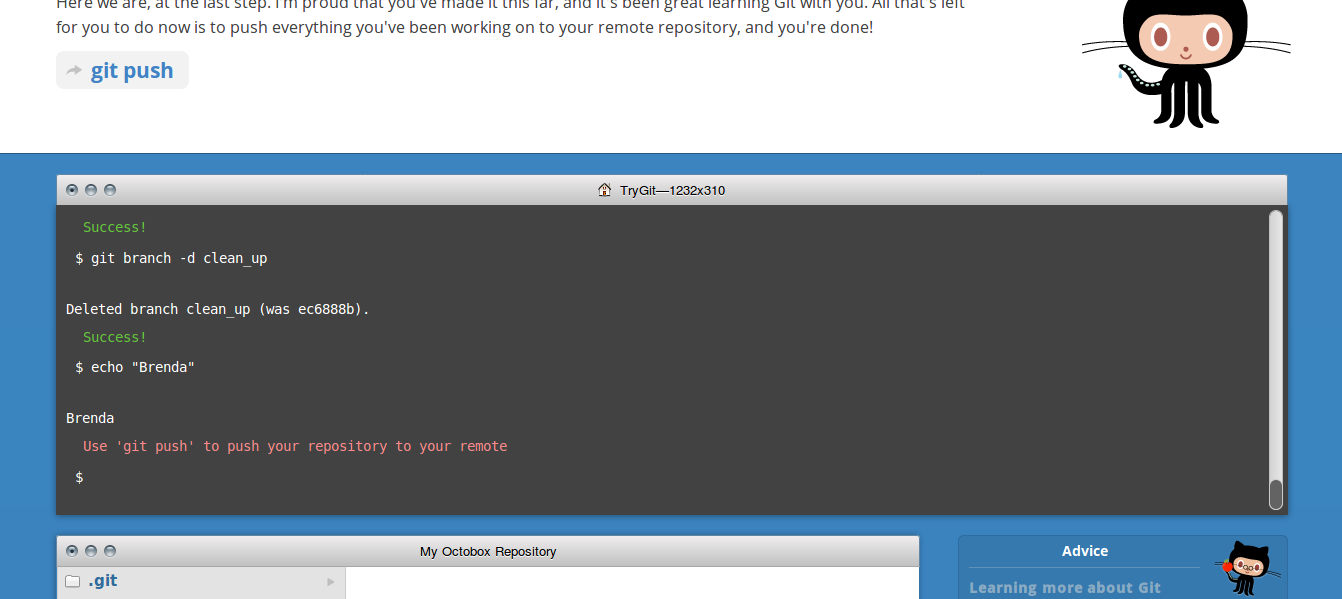 Here we are, at the last step. I'm proud that you've made it this far, and it's been great learning Git with you. All that's left
for you to do now is to push everything you've been working on to your remote repository, and you're done!
git push
TryGit—1232x310
Success!
$ git branch -d clean_up
Deleted branch clean_up (was ec6888b).
Success!
$ echo "Brenda"
Brenda
Use 'git push' to push your repository to your remote
$
My Octobox Repository
.git
Advice
Learning more about Git